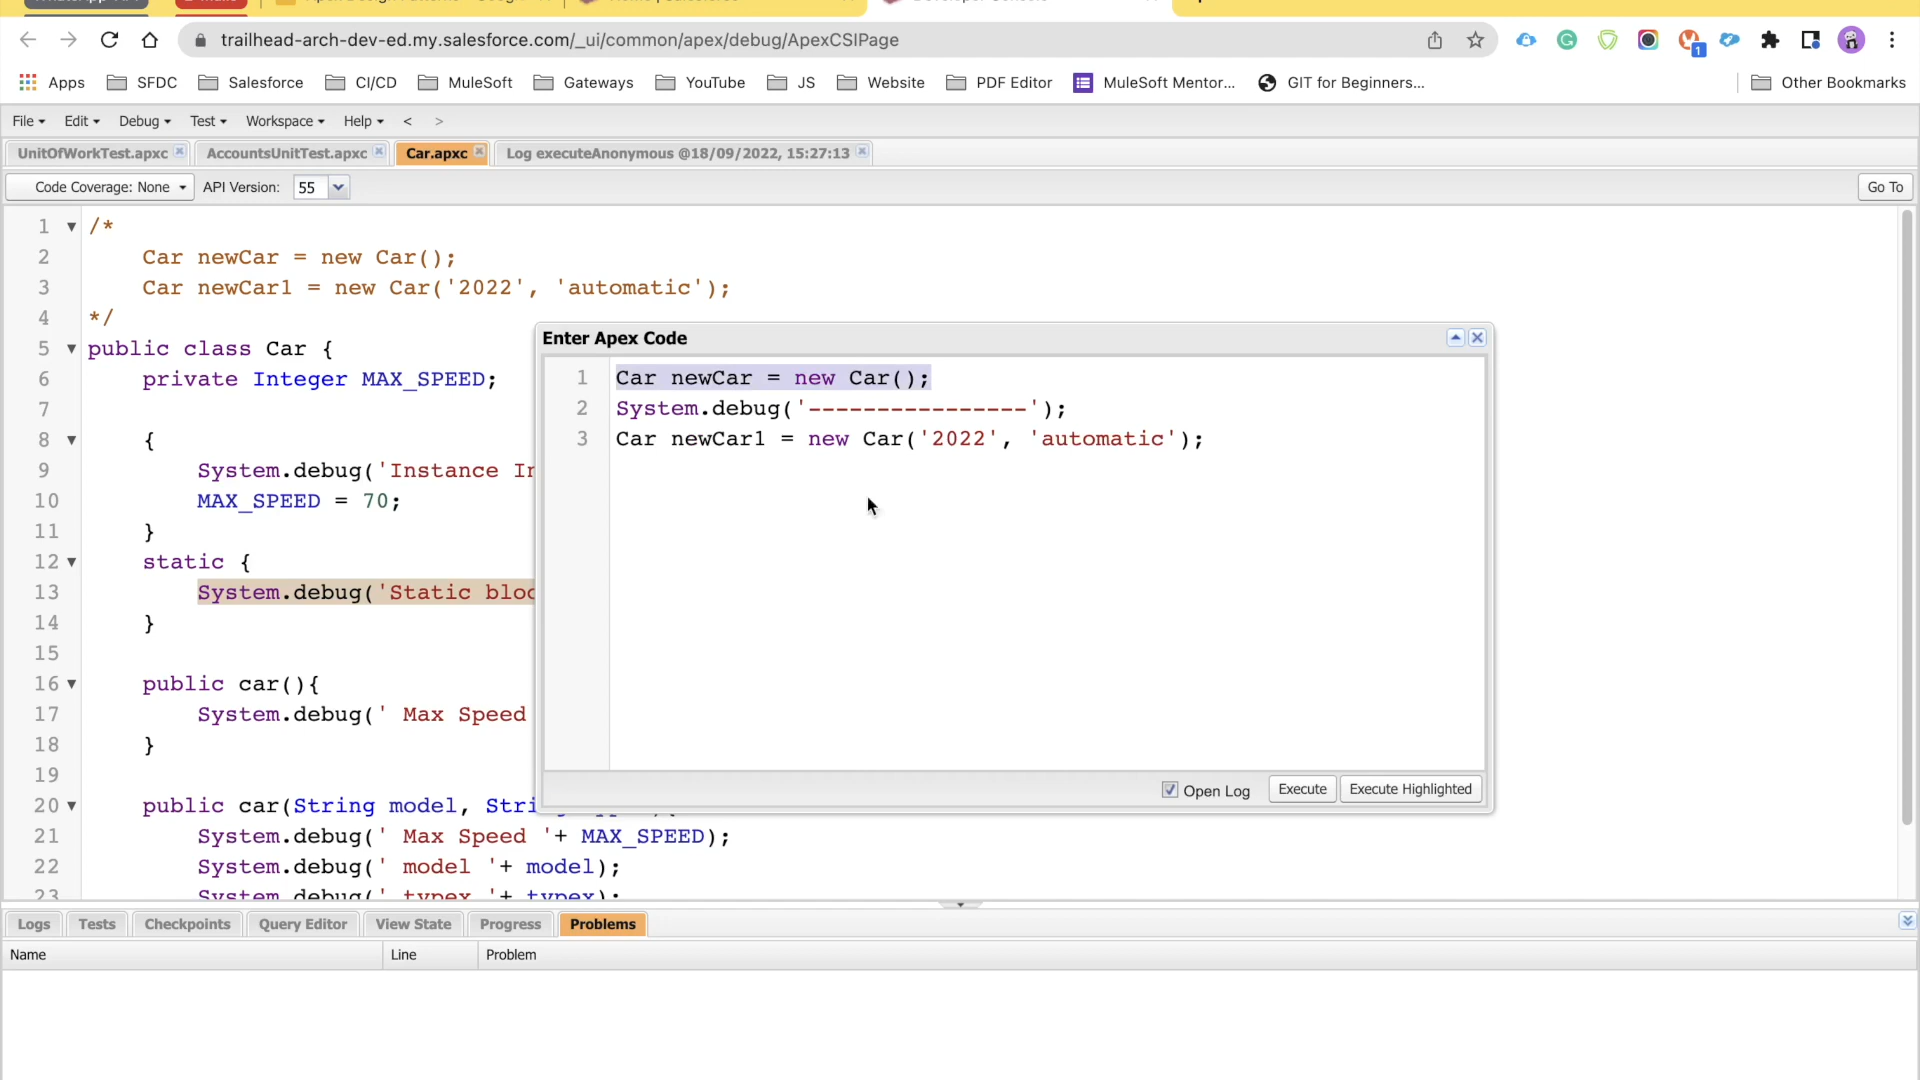 trailhead-arch-dev-ed.my.salesforce.com/_ui/common/apex/debug/ApexCSIPage
1
Apps SFDC Salesforce CI/CD MuleSoft Gateways YouTube JS Website PDF Editor MuleSoft Mentor... GIT for Beginners... Other Bookmarks
File Edit Debug Test Workspace Help < >
UnitOfWorkTest.apxc AccountsUnitTest.apxc Car.apxc Log executeAnonymous @18/09/2022, 15:27:13
Code Coverage: None API Version: 55 Go To
1 /*
2 Car newCar = new Car();
3 Car newCar1 = new Car('2022', 'automatic');
4 */
5 public class Car {
6 private Integer MAX_SPEED;
7
8 {
9 System.debug('Instance In
10 MAX_SPEED = 70;
11 }
12 static {
13 System.debug('Static bloc
14 }
15
16 public car(){
17 System.debug(' Max Speed
18 }
19
20 public car(String model, Stri
21 System.debug(' Max Speed '+ MAX_SPEED);
22 System.debug(' model '+ model);
23 System.debug(' typex '+ typex);
Enter Apex Code
1 Car newCar = new Car();
2 System.debug('----------------');
3 Car newCar1 = new Car('2022', 'automatic');
Open Log Execute Execute Highlighted
Logs Tests Checkpoints Query Editor View State Progress Problems
Name Line Problem